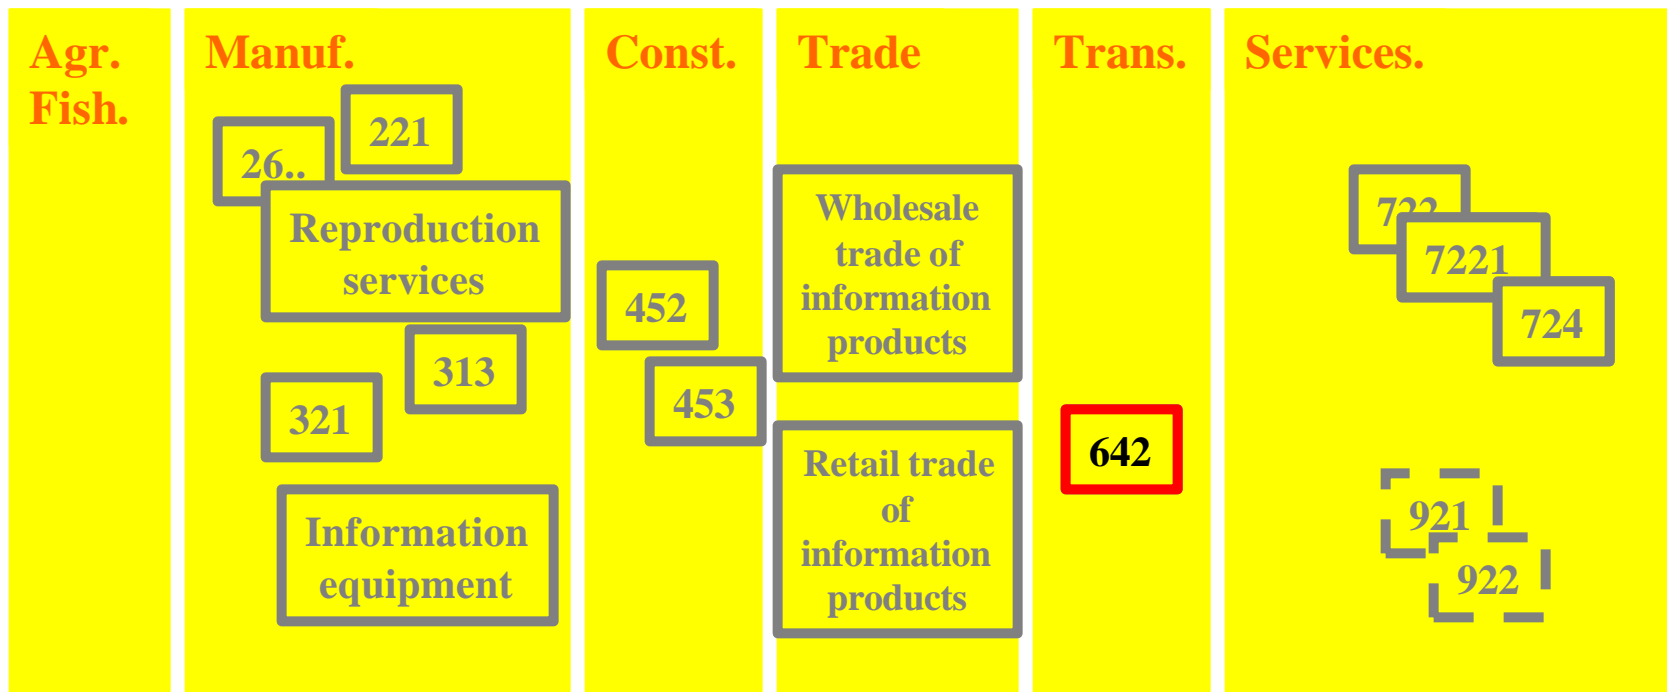 Agr.
Fish.
Manuf.
221
26..
Reproduction
services
313
321
Information
equipment
Const.
452
453
Trade
Wholesale
trade of
information
products
Retail trade
of
information
products
Trans.
642
Services.
722
7221
724
921
922